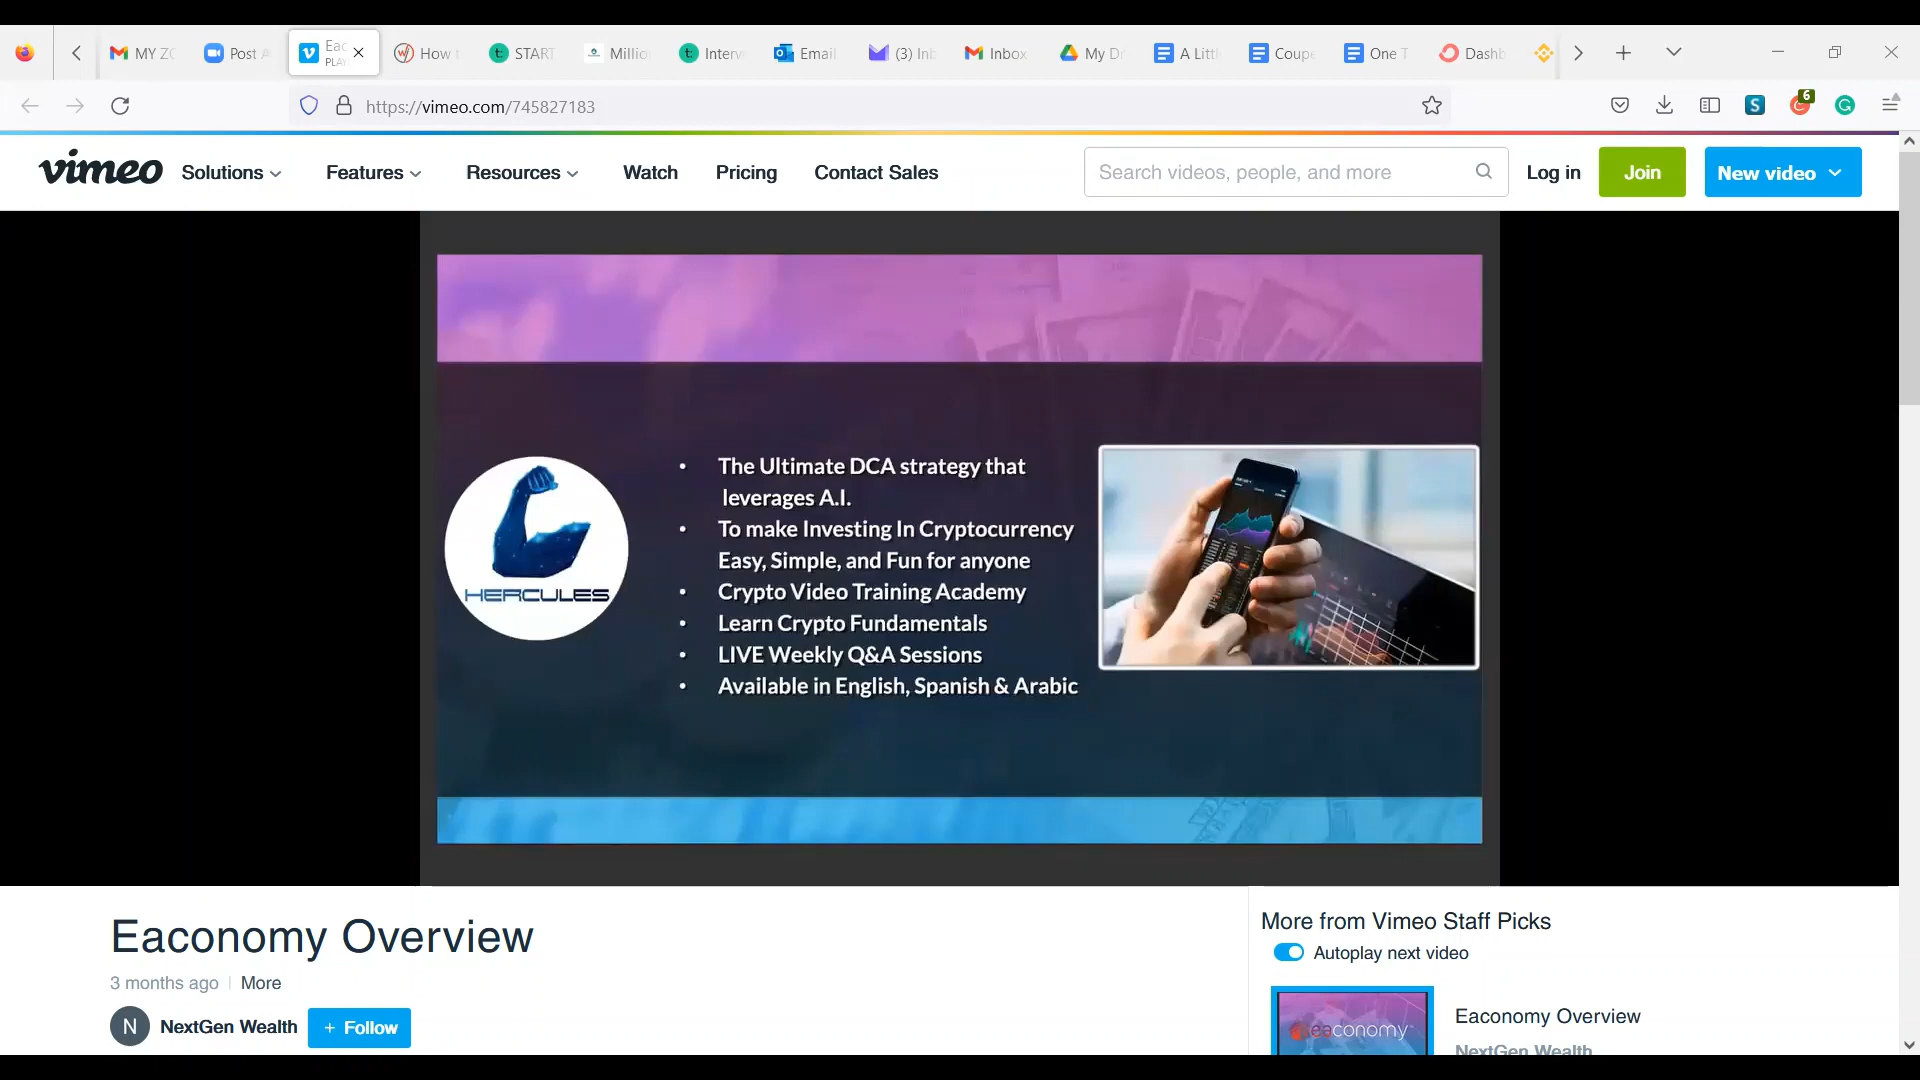 MY ZO
Post A
Eac
PLAY
How t
START
Millio
Interv
Email
(3) Inb
Inbox
My Dr
A Littl
Coupe
One T
Dashb
https://vimeo.com/745827183
S
6
G
vimeo
Solutions
Features
Resources
Watch
Pricing
Contact Sales
Search videos, people, and more
Log in
Join
New video
HERCULES
• The Ultimate DCA strategy that
leverages A.I.
• To make Investing In Cryptocurrency
Easy, Simple, and Fun for anyone
• Crypto Video Training Academy
• Learn Crypto Fundamentals
• LIVE Weekly Q&A Sessions
• Available in English, Spanish & Arabic
Eaconomy Overview
3 months ago | More
N
NextGen Wealth
+ Follow
More from Vimeo Staff Picks
Autoplay next video
eaconomy
Eaconomy Overview
NextGen Wealth